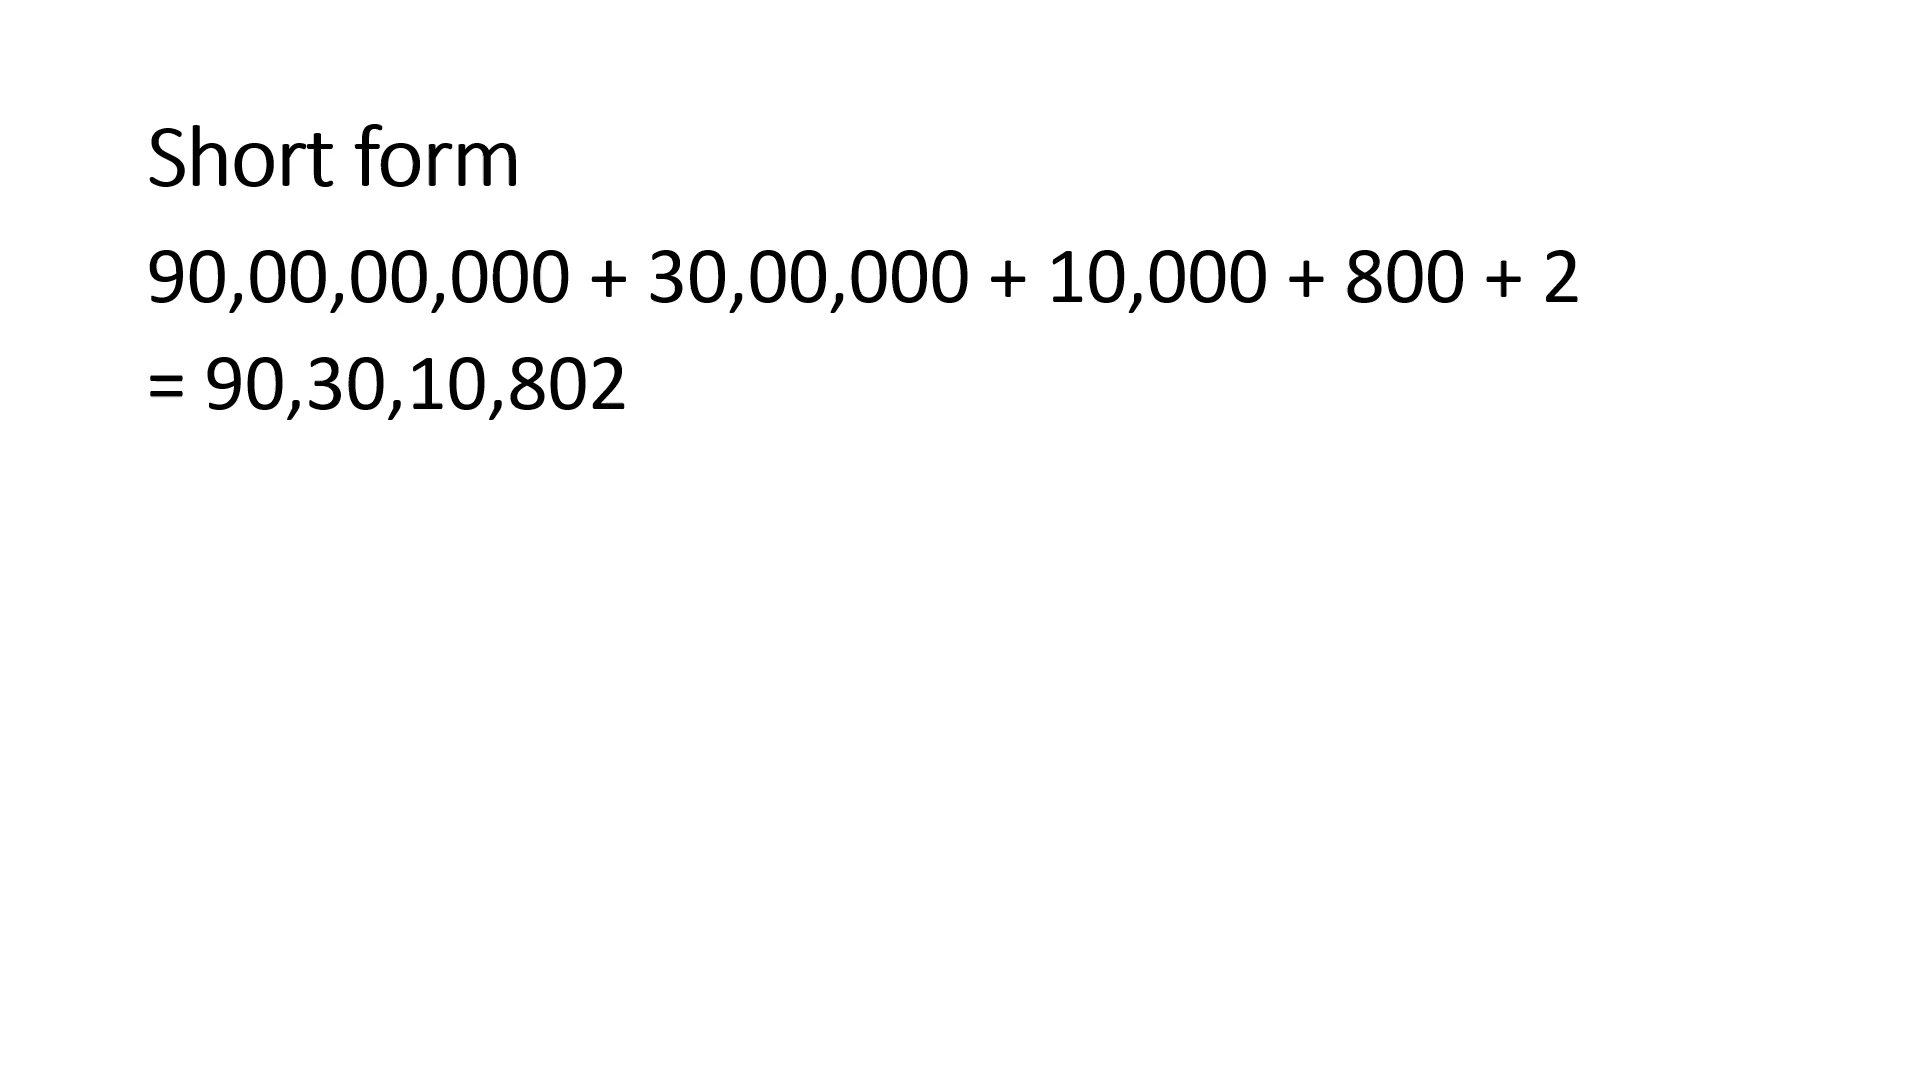 Short form
90,00,00,000 + 30,00,000 + 10,000 + 800 + 2
= 90,30,10,802